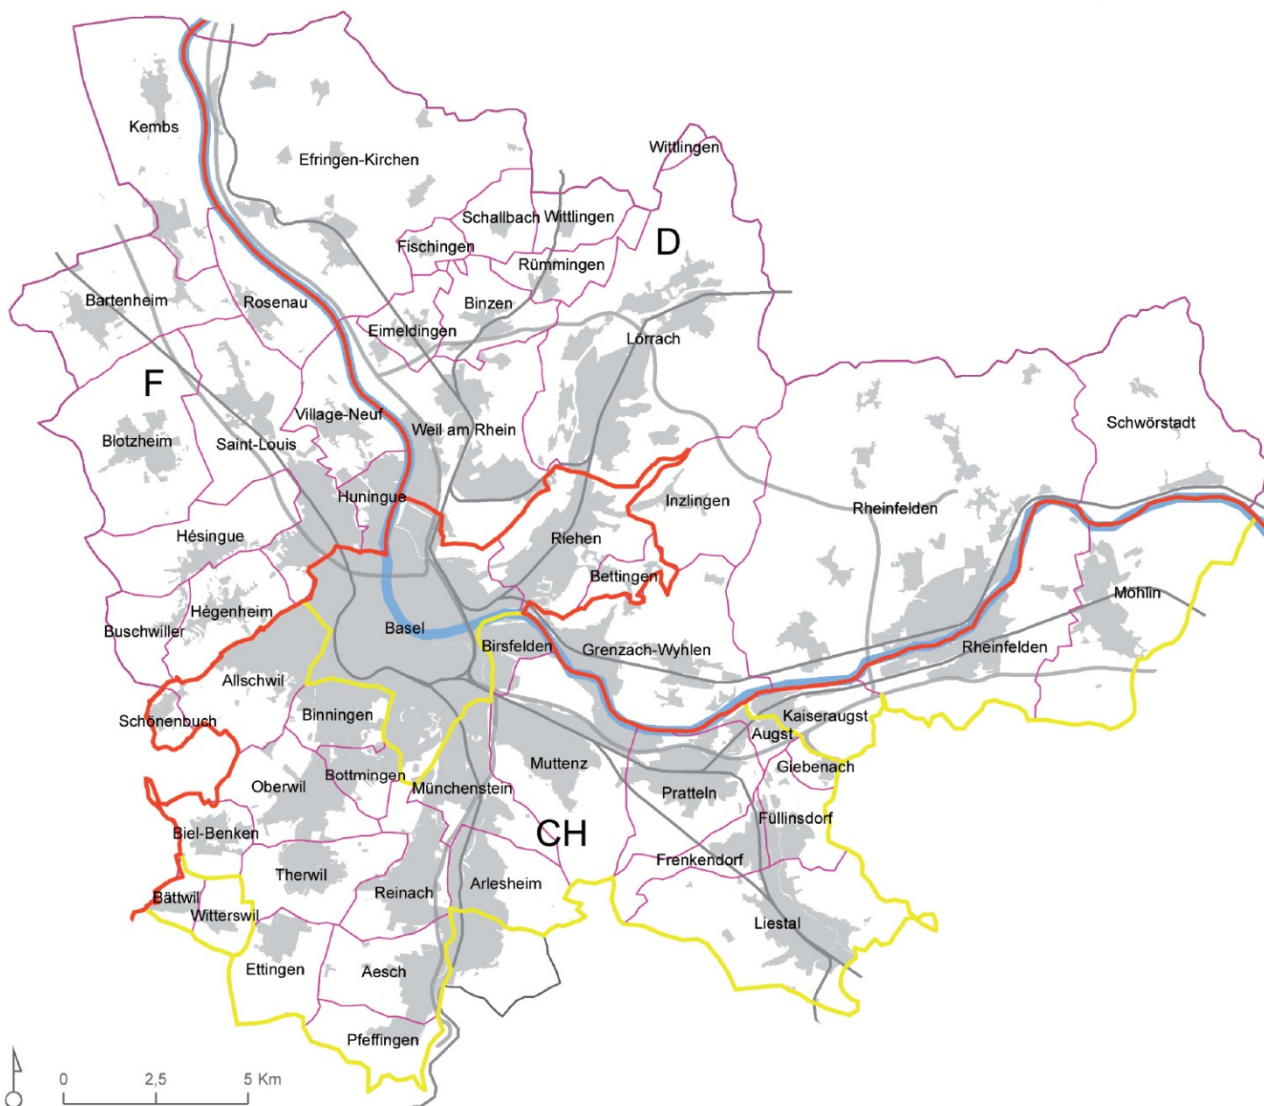 Wittlingen
Kembs
Efringen-Kirchen
Schallbach
Wittlingen
Fischingen
D
Rümmingen
Bartenheim
Rosenau
Binzen
Eimeldingen
Lörrach
F
Village-Neuf
Schwörstadt
Blotzheim
Saint-Louis
Weil am Rhein
Huningue
Inzlingen
Rheinfelden
Hésingue
Riehen
Bettingen
Möhlin
Hégenheim
Buschwiller
Basel
Birsfelden
Grenzach-Wyhlen
Rheinfelden
Allschwil
Schönenbuch
Binningen
Kaiseraugst
Augst
Muttenz
Giebenach
Bottmingen
Oberwil
Münchenstein
Pratteln
Füllinsdorf
Biel-Benken
CH
Frenkendorf
Therwil
Arlesheim
Reinach
Bättwil
Witterswil
Liestal
Ettingen
Aesch
Pfeffingen
0 2,5 5 Km